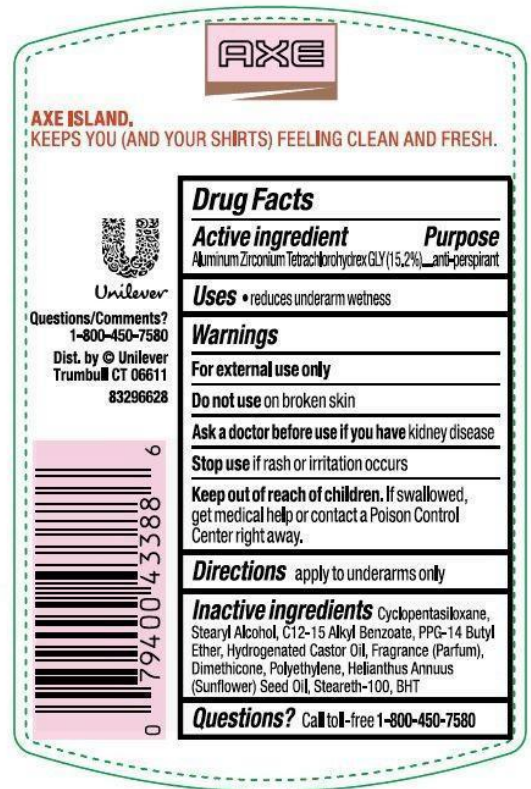 AXE
AXE ISLAND.
KEEPS YOU (AND YOUR SHIRTS) FEELING CLEAN AND FRESH.
Unilever
Questions/Comments?
1-800-450-7580
Dist. by © Unilever
Trumbull CT 06611
83296628
0 79400 43388 6
Drug Facts
Active ingredient Purpose
Aluminum Zirconium Tetrachlorohydrex GLY (15.2%)....anti-perspirant
Uses • reduces underarm wetness
Warnings
For external use only
Do not use on broken skin
Ask a doctor before use if you have kidney disease
Stop use if rash or irritation occurs
Keep out of reach of children. If swallowed,
get medical help or contact a Poison Control
Center right away.
Directions apply to underarms only
Inactive ingredients Cyclopentasiloxane,
Stearyl Alcohol, C12-15 Alkyl Benzoate, PPG-14 Butyl
Ether, Hydrogenated Castor Oil, Fragrance (Parfum),
Dimethicone, Polyethylene, Helianthus Annuus
(Sunflower) Seed Oil, Steareth-100, BHT
Questions? Call toll-free 1-800-450-7580